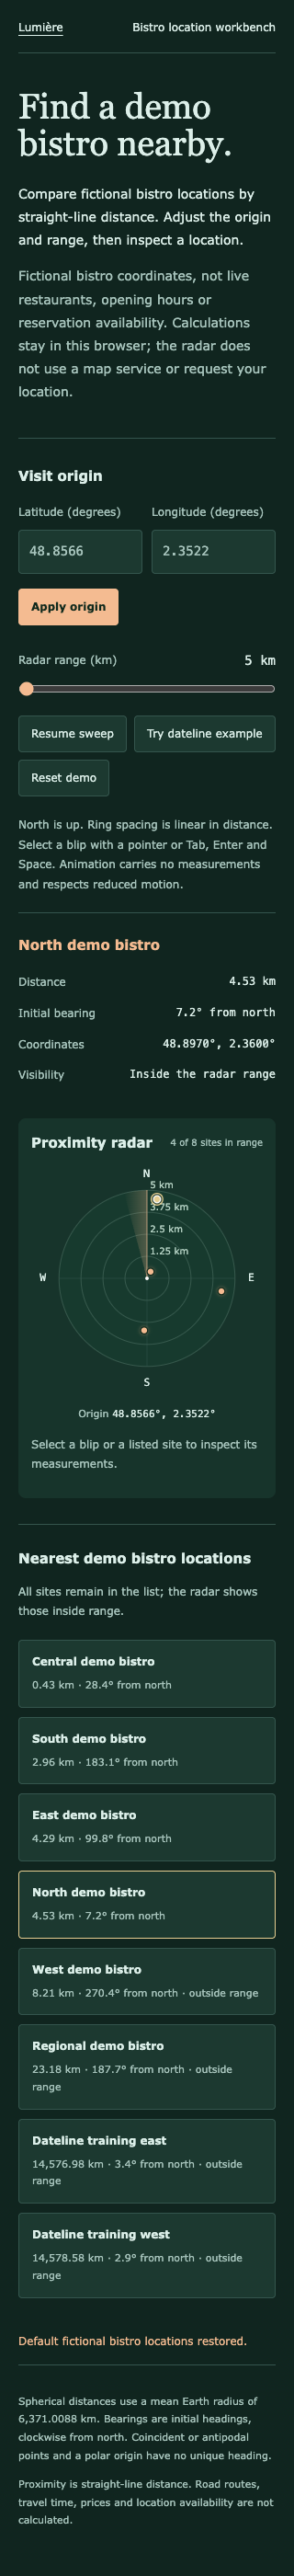 Lumière
Bistro location workbench
Find a demo
bistro nearby.
Compare fictional bistro locations by
straight-line distance. Adjust the origin
and range, then inspect a location.
Fictional bistro coordinates, not live
restaurants, opening hours or
reservation availability. Calculations
stay in this browser; the radar does
not use a map service or request your
location.
Visit origin
Latitude (degrees)
Longitude (degrees)
48.8566
2.3522
Apply origin
Radar range (km)
5 km
Resume sweep
Try dateline example
Reset demo
North is up. Ring spacing is linear in distance.
Select a blip with a pointer or Tab, Enter and
Space. Animation carries no measurements
and respects reduced motion.
North demo bistro
Distance
4.53 km
Initial bearing
7.2° from north
Coordinates
48.8970°, 2.3600°
Visibility
Inside the radar range
Proximity radar
4 of 8 sites in range
N
5 km
3.75 km
2.5 km
1.25 km
W
E
S
Origin 48.8566°, 2.3522°
Select a blip or a listed site to inspect its
measurements.
Nearest demo bistro locations
All sites remain in the list; the radar shows
those inside range.
Central demo bistro
0.43 km · 28.4° from north
South demo bistro
2.96 km · 183.1° from north
East demo bistro
4.29 km · 99.8° from north
North demo bistro
4.53 km · 7.2° from north
West demo bistro
8.21 km · 270.4° from north · outside range
Regional demo bistro
23.18 km · 187.7° from north · outside
range
Dateline training east
14,576.98 km · 3.4° from north · outside
range
Dateline training west
14,578.58 km · 2.9° from north · outside
range
Default fictional bistro locations restored.
Spherical distances use a mean Earth radius of
6,371.0088 km. Bearings are initial headings,
clockwise from north. Coincident or antipodal
points and a polar origin have no unique heading.
Proximity is straight-line distance. Road routes,
travel time, prices and location availability are not
calculated.